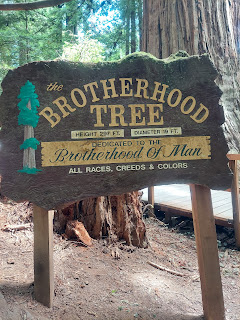 the
BROTHERHOOD
TREE
HEIGHT 297 FT. DIAMETER 19 FT.
DEDICATED TO THE
Brotherhood Of Man
ALL RACES, CREEDS & COLORS